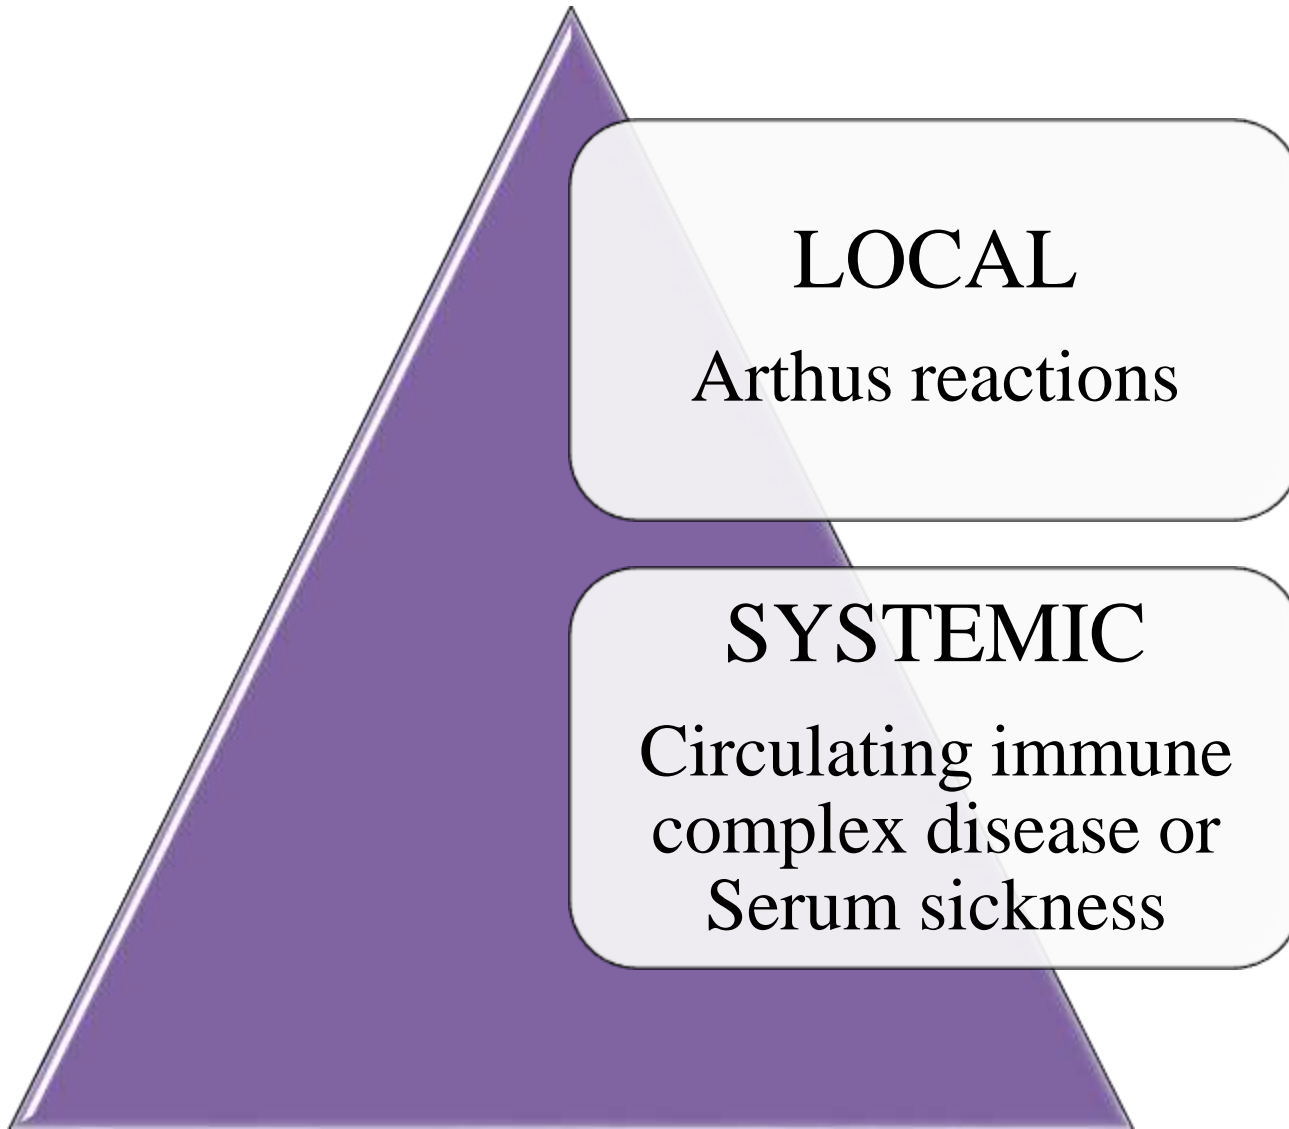 LOCAL
Arthus reactions
SYSTEMIC
Circulating immune
complex disease or
Serum sickness